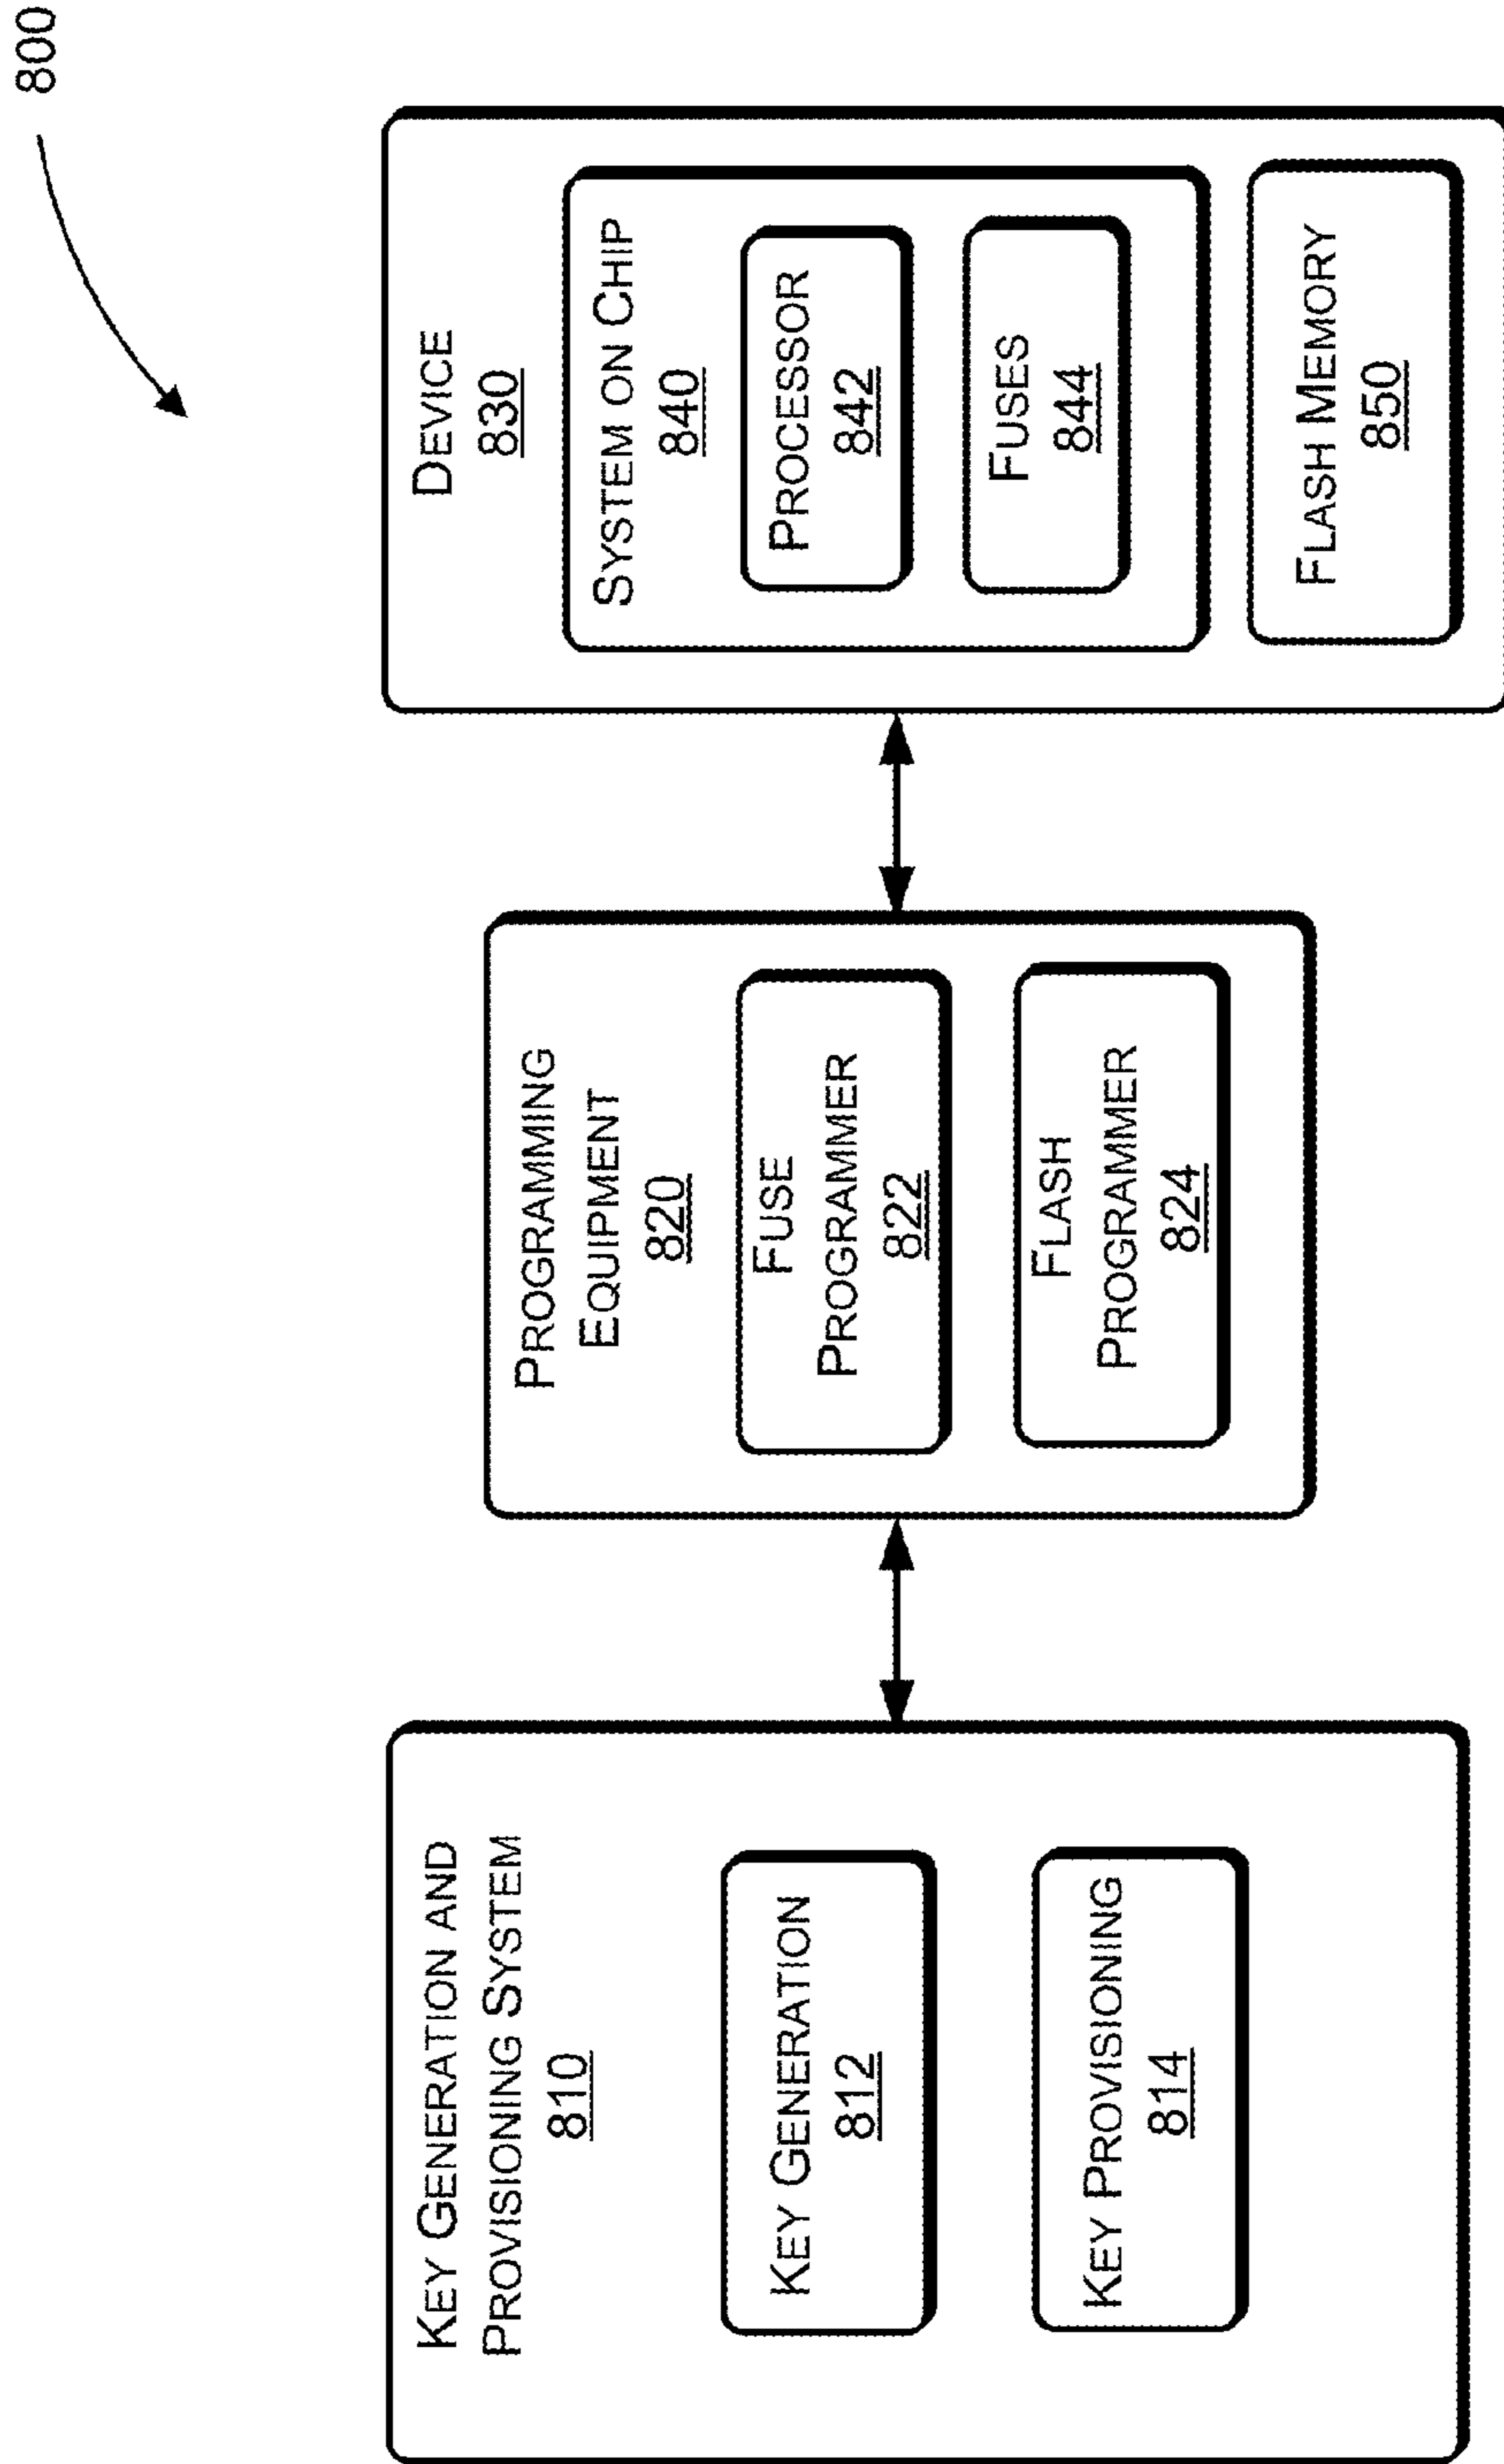 800
KEY GENERATION AND
PROVISIONING SYSTEM
810
KEY GENERATION
812
KEY PROVISIONING
814
PROGRAMMING
EQUIPMENT
820
FUSE
PROGRAMMER
822
FLASH
PROGRAMMER
824
DEVICE
830
SYSTEM ON CHIP
840
PROCESSOR
842
FUSES
844
FLASH MEMORY
850